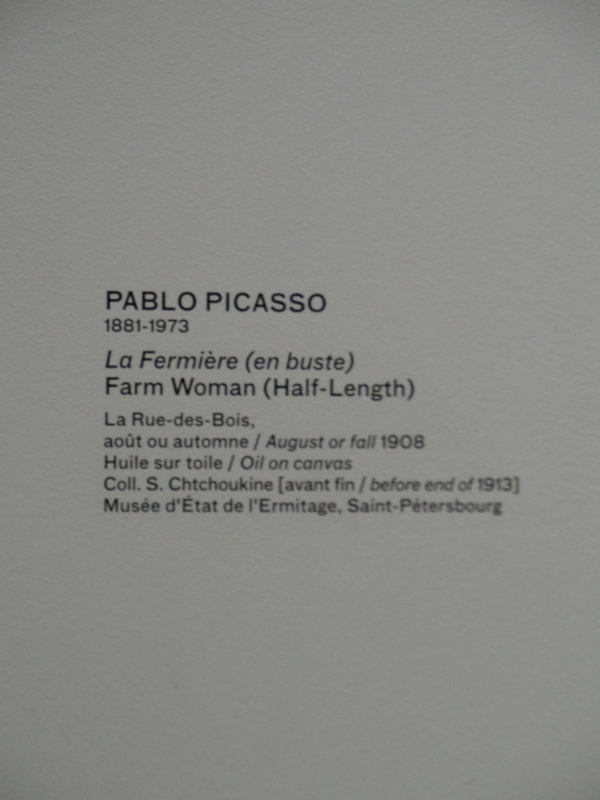 PABLO PICASSO
1881-1973
La Fermière (en buste)
Farm Woman (Half-Length)
La Rue-des-Bois,
août ou automne / August or fall 1908
Huile sur toile / Oil on canvas
Coll. S. Chtchoukine [avant fin / before end of 1913]
Musée d'État de l'Ermitage, Saint-Pétersbourg